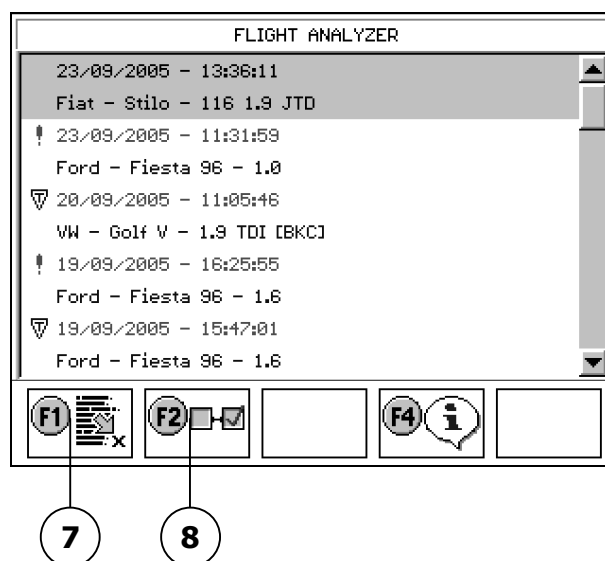 FLIGHT ANALYZER
23/09/2005 - 13:36:11
Fiat - Stilo - 116 1.9 JTD
23/09/2005 - 11:31:59
Ford - Fiesta 96 - 1.0
T 20/09/2005 - 11:05:46
VW - Golf V - 1.9 TDI [BKC]
19/09/2005 - 16:25:55
Ford - Fiesta 96 - 1.6
T 19/09/2005 - 15:47:01
Ford - Fiesta 96 - 1.6
F1 x F2 F4 i
7 8